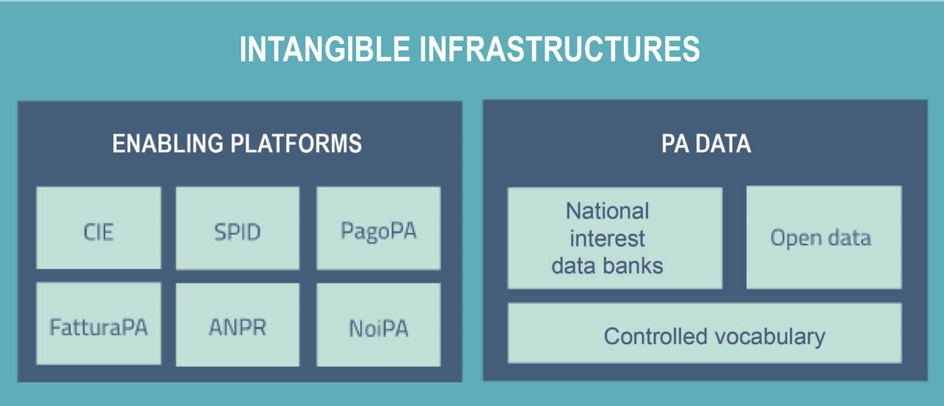 INTANGIBLE INFRASTRUCTURES
ENABLING PLATFORMS
CIE
SPID
PagoPA
FatturaPA
ANPR
NoiPA
PA DATA
National
interest
data banks
Open data
Controlled vocabulary